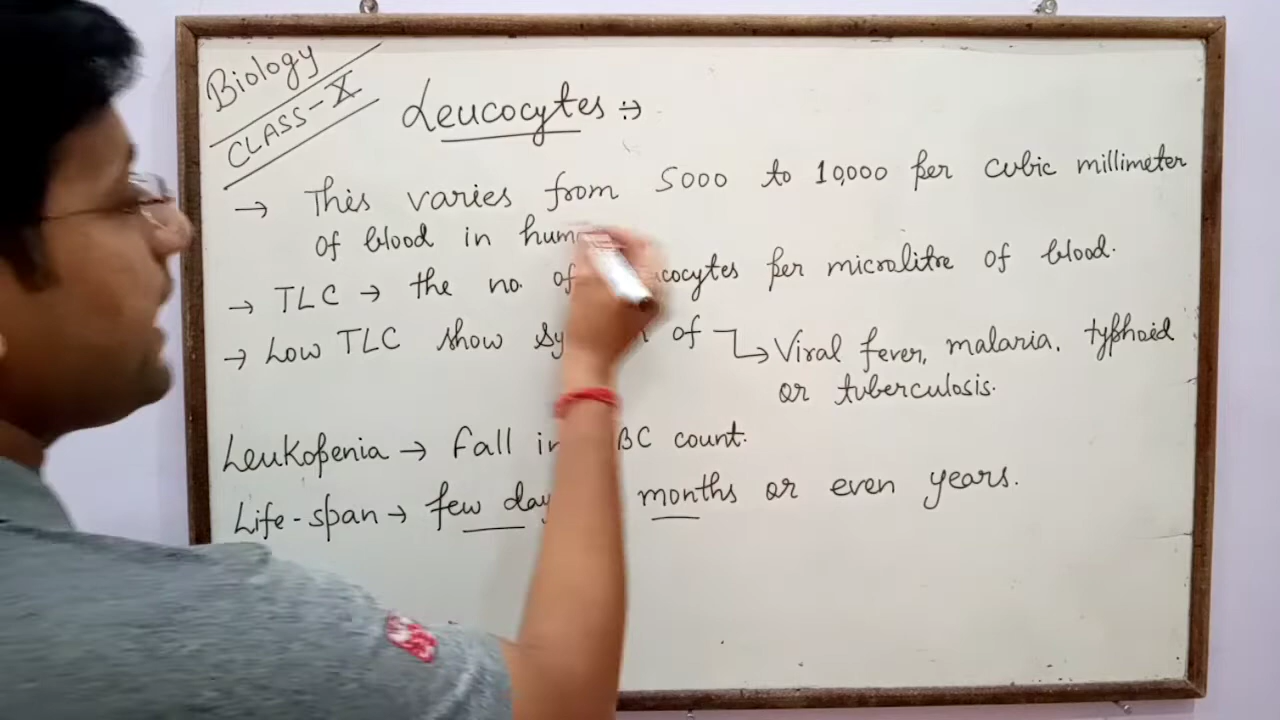 Biology
CLASS-X
Leucocytes :→
→ This varies from 5000 to 10,000 per cubic millimeter
of blood in hum
→ TLC → the no. of cocytes per microlitre of blood.
→ Low TLC show sy of → Viral fever, malaria, typhoid
or tuberculosis.
Leukopenia → Fall in BC count.
Life-span → few day months or even years.